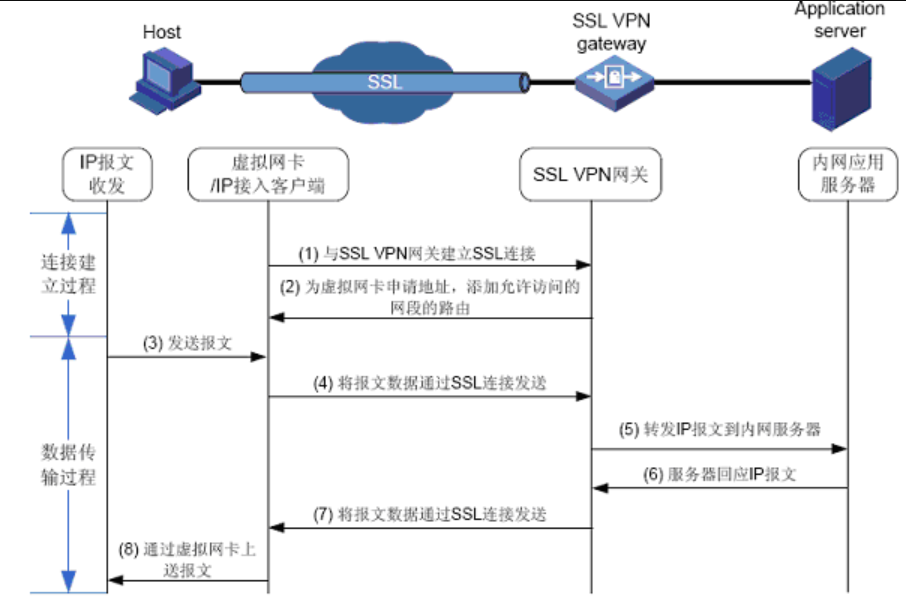 Host
SSL
SSL VPN
gateway
Application
server
IP报文
收发
虚拟网卡
/IP接入客户端
SSL VPN网关
内网应用
服务器
连接建
立过程
(1) 与SSL VPN网关建立SSL连接
(2) 为虚拟网卡申请地址，添加允许访问的
网段的路由
(3) 发送报文
(4) 将报文数据通过SSL连接发送
数据传
输过程
(5) 转发IP报文到内网服务器
(6) 服务器回应IP报文
(7) 将报文数据通过SSL连接发送
(8) 通过虚拟网卡上
送报文